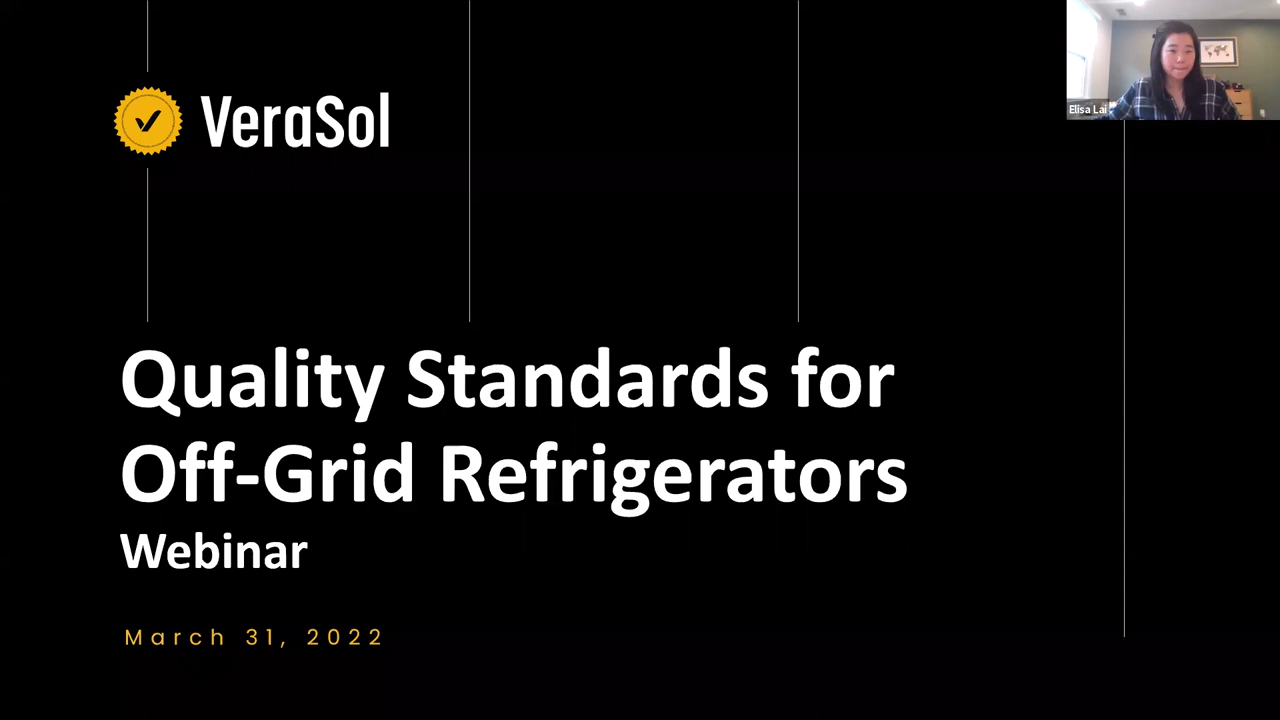 VeraSol
Elisa Lai
Quality Standards for
Off-Grid Refrigerators
Webinar
March 31, 2022